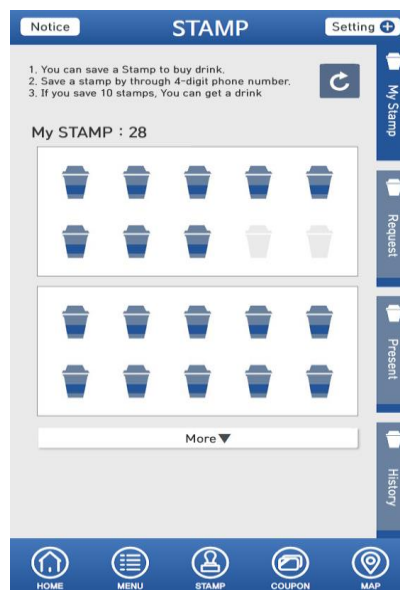 Notice
STAMP
Setting
1. You can save a Stamp to buy drink.
2. Save a stamp by through 4-digit phone number.
3. If you save 10 stamps, You can get a drink
My STAMP : 28
My Stamp
Request
Present
History
More▼
HOME
MENU
STAMP
COUPON
MAP